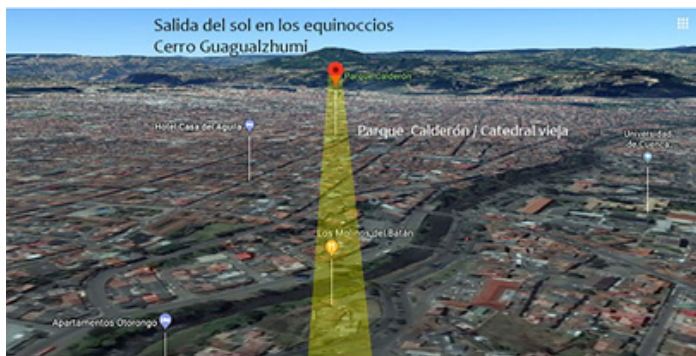 Salida del sol en los equinoccios
Cerro Guagualzhumi
Parque Calderón
Hotel Casa del Aguila
Parque Calderón / Catedral vieja
Universidad
de Cuenca
Los Molinos del Batán
Apartamentos Otorongo